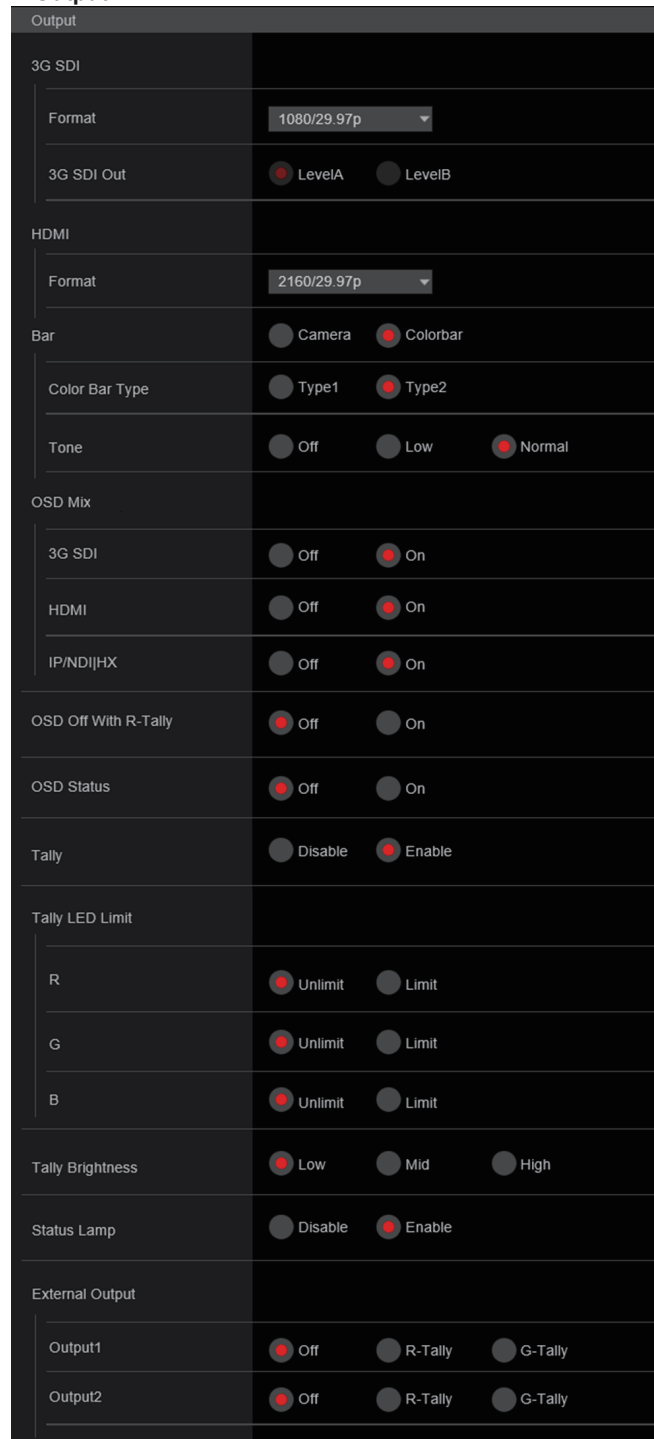 Output
3G SDI
Format 1080/29.97p
3G SDI Out LevelA LevelB
HDMI
Format 2160/29.97p
Bar Camera Colorbar
Color Bar Type Type1 Type2
Tone Off Low Normal
OSD Mix
3G SDI Off On
HDMI Off On
IP/NDI|HX Off On
OSD Off With R-Tally Off On
OSD Status Off On
Tally Disable Enable
Tally LED Limit
R Unlimit Limit
G Unlimit Limit
B Unlimit Limit
Tally Brightness Low Mid High
Status Lamp Disable Enable
External Output
Output1 Off R-Tally G-Tally
Output2 Off R-Tally G-Tally